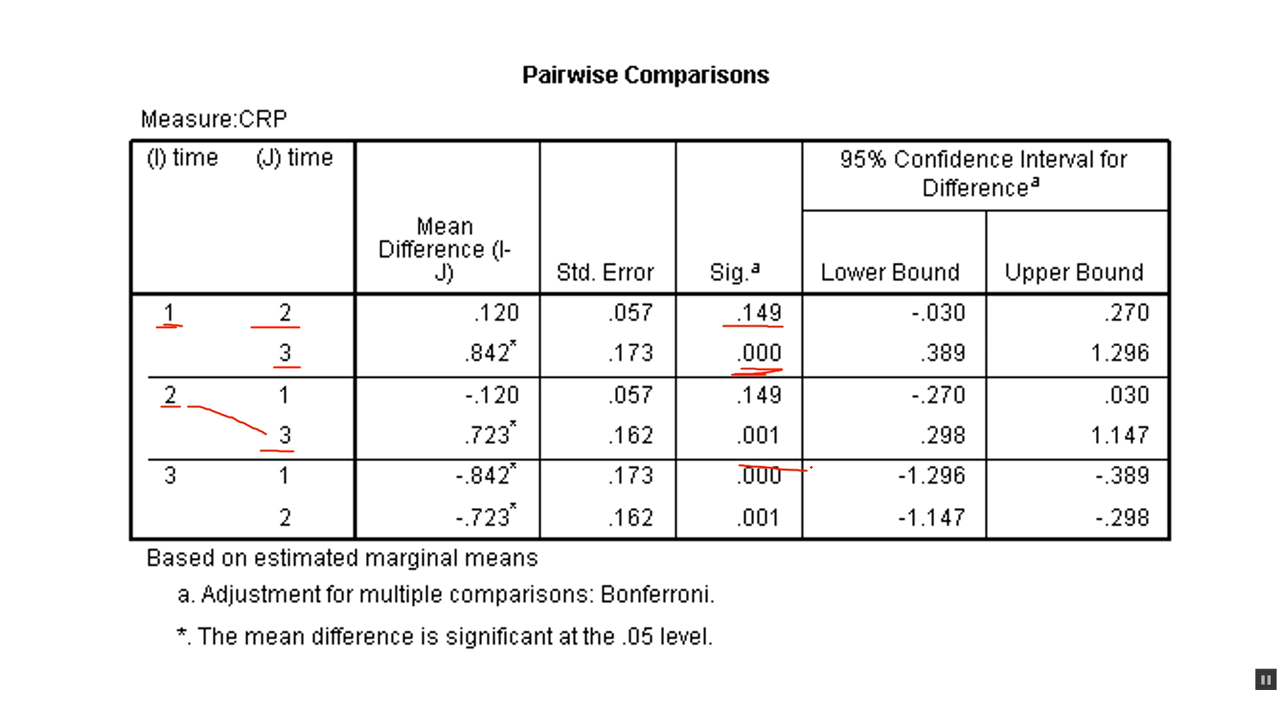 Pairwise Comparisons
Measure:CRP
(I) time (J) time Mean Difference (I-J) Std. Error Sig.a 95% Confidence Interval for Differencea
Lower Bound Upper Bound
1 2 .120 .057 .149 -.030 .270
3 .842* .173 .000 .389 1.296
2 1 -.120 .057 .149 -.270 .030
3 .723* .162 .001 .298 1.147
3 1 -.842* .173 .000 -1.296 -.389
2 -.723* .162 .001 -1.147 -.298
Based on estimated marginal means
a. Adjustment for multiple comparisons: Bonferroni.
*. The mean difference is significant at the .05 level.